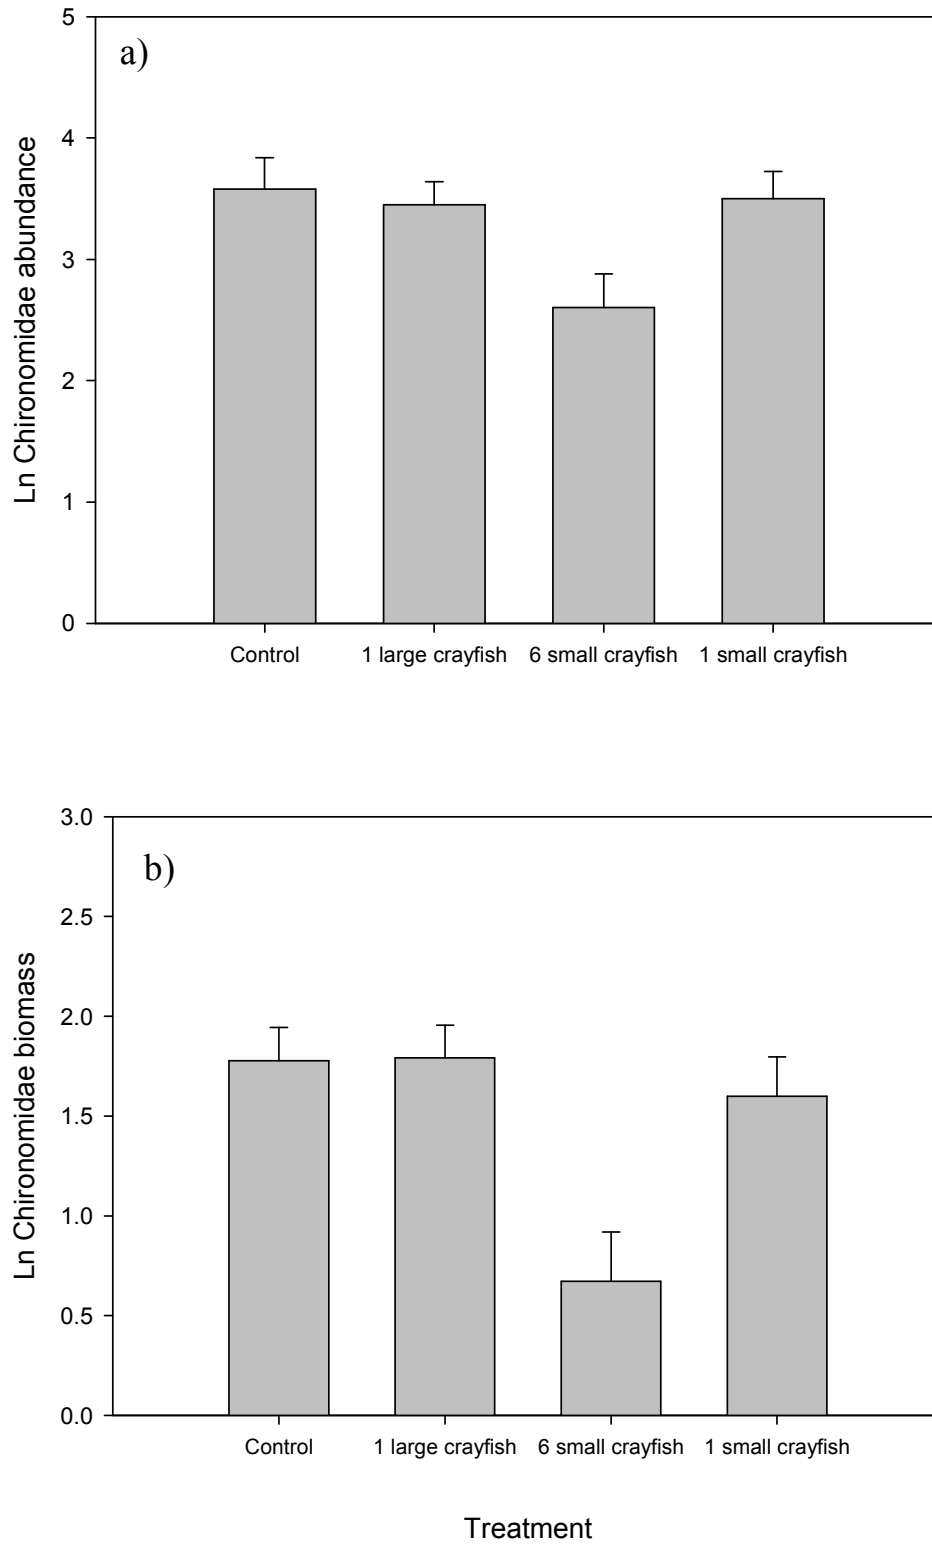 a)
Ln Chironomidae abundance
5
4
3
2
1
0
Control 1 large crayfish 6 small crayfish 1 small crayfish
b)
Ln Chironomidae biomass
3.0
2.5
2.0
1.5
1.0
0.5
0.0
Control 1 large crayfish 6 small crayfish 1 small crayfish
Treatment